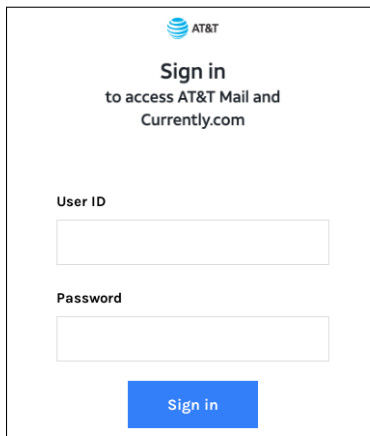 AT&T
Sign in
to access AT&T Mail and
Currently.com
User ID
Password
Sign in